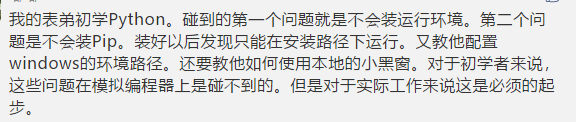 我的表弟初学Python。碰到的第一个问题就是不会装运行环境。第二个问
题是不会装Pip。装好以后发现只能在安装路径下运行。又教他配置
windows的环境路径。还要教他如何使用本地的小黑窗。对于初学者来说，
这些问题在模拟编程器上是碰不到的。但是对于实际工作来说这是必须的起
步。